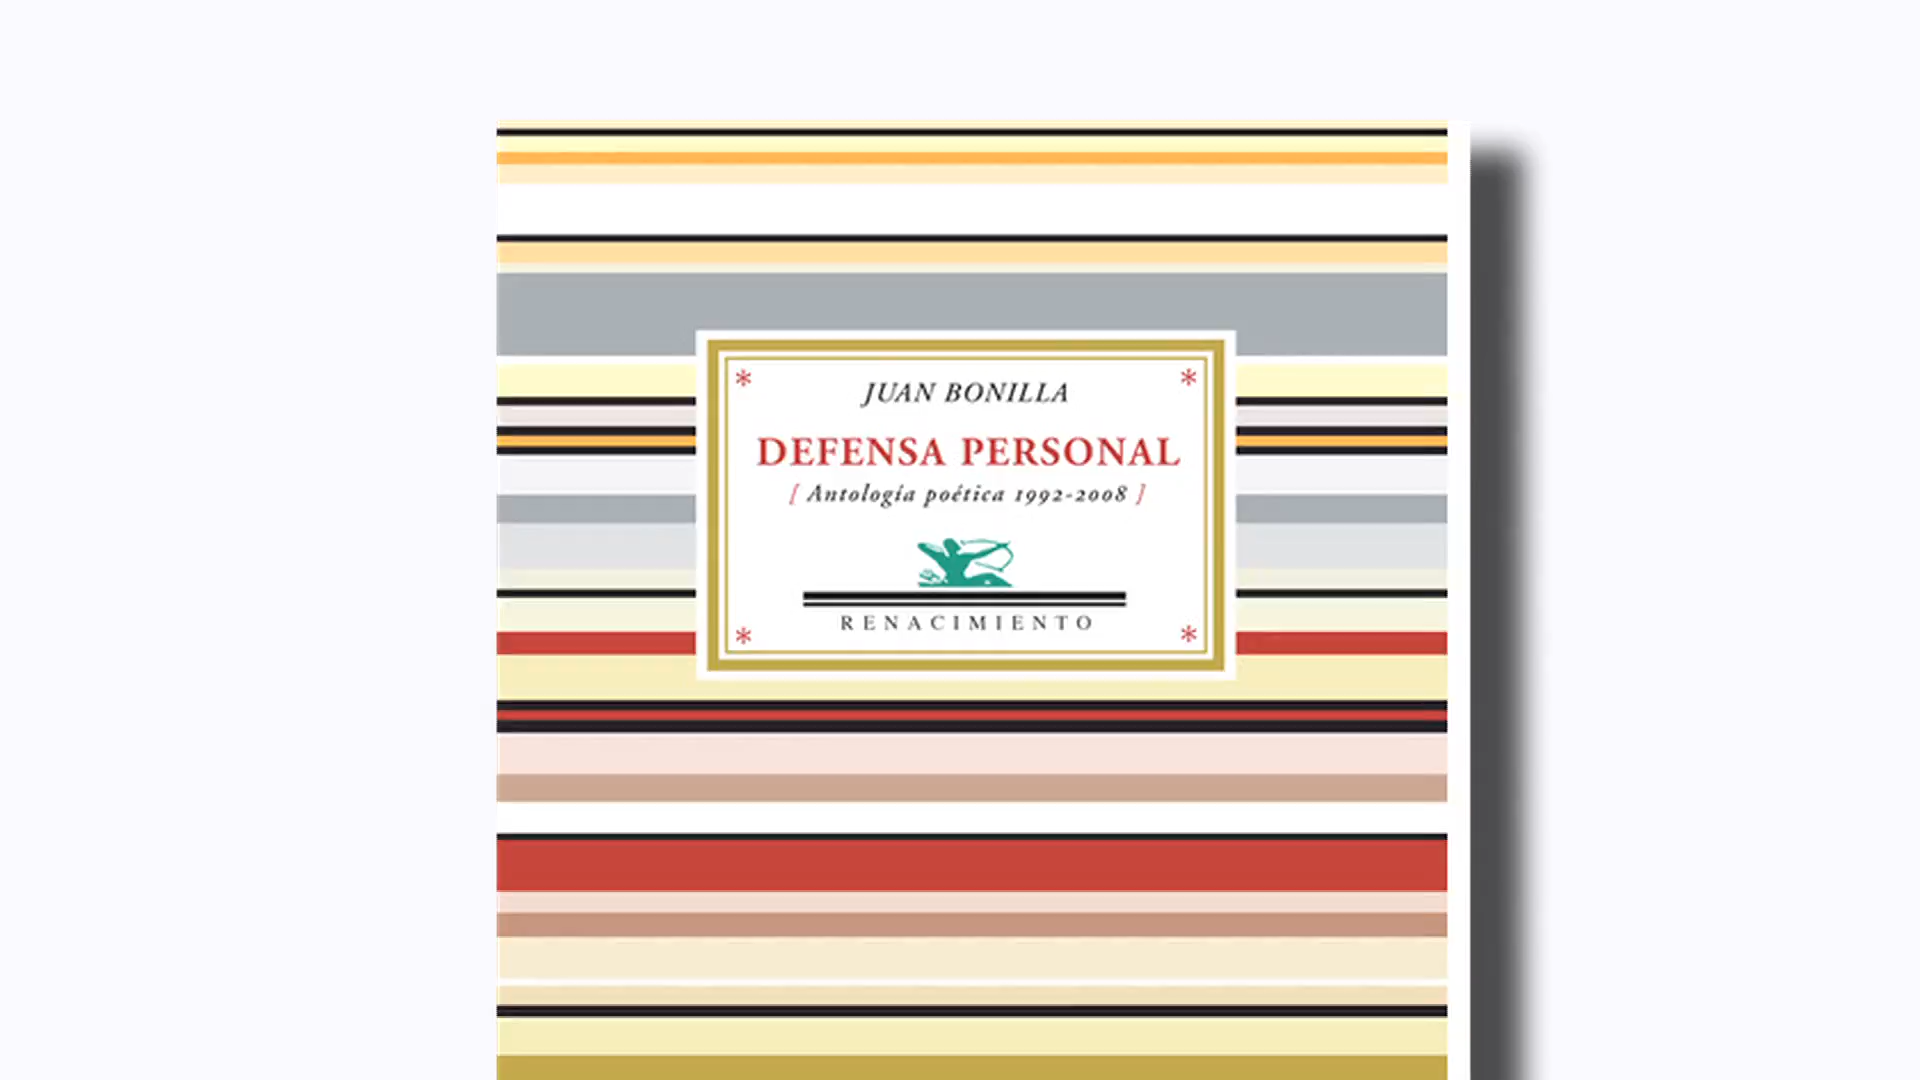 JUAN BONILLA
DEFENSA PERSONAL
[ Antología poética 1992-2008 ]
RENACIMIENTO